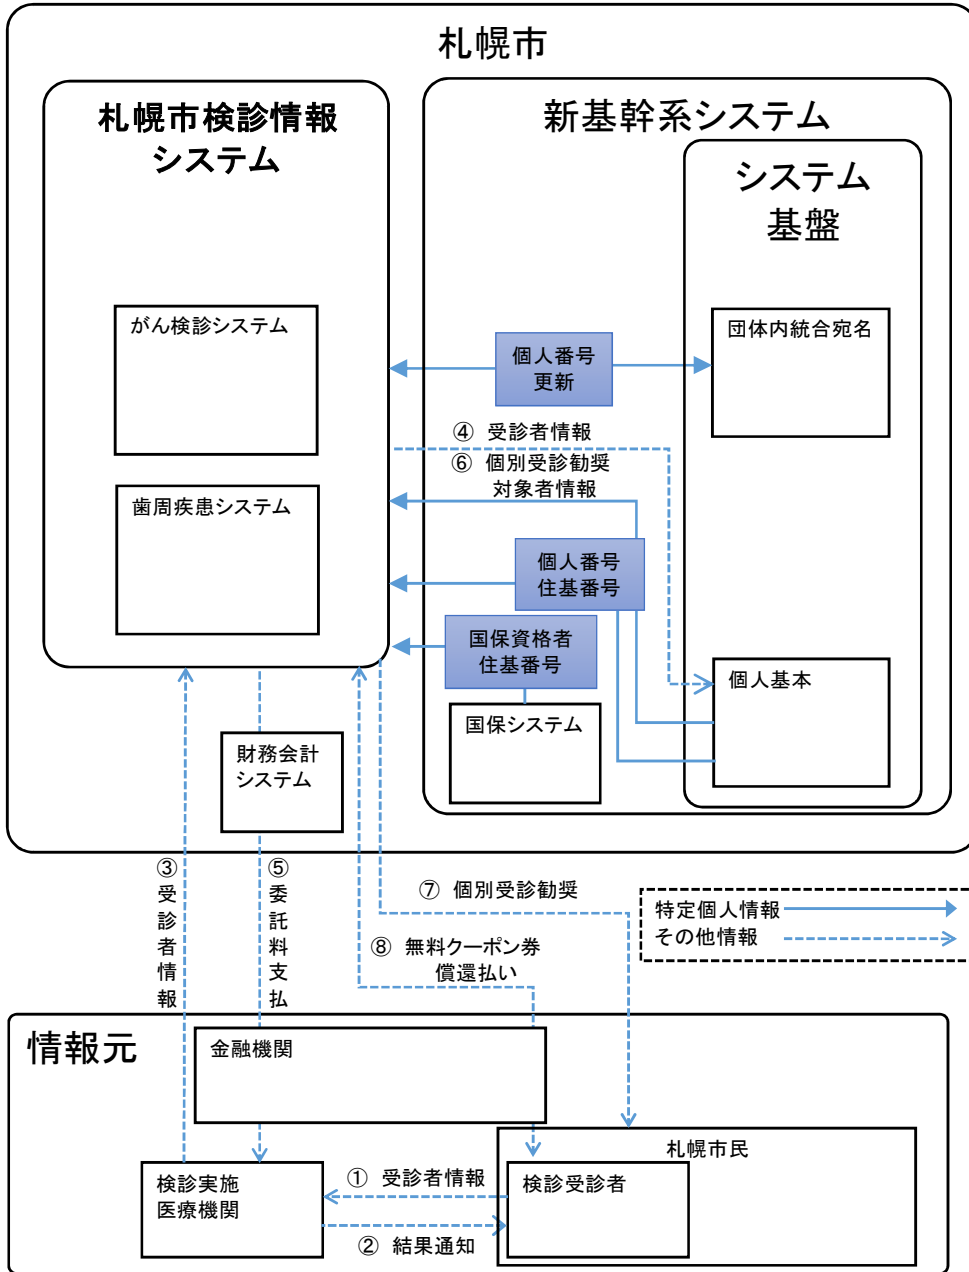 札幌市
札幌市検診情報
システム
新基幹系システム
システム
基盤
がん検診システム
個人番号
更新
団体内統合宛名
④ 受診者情報
⑥ 個別受診勧奨
対象者情報
歯周疾患システム
個人番号
住基番号
国保資格者
住基番号
個人基本
国保システム
財務会計
システム
③受診者情報
⑤委託料支払
⑦ 個別受診勧奨
⑧ 無料クーポン券
償還払い
特定個人情報
その他情報
情報元
金融機関
札幌市民
検診実施
医療機関
① 受診者情報
検診受診者
② 結果通知